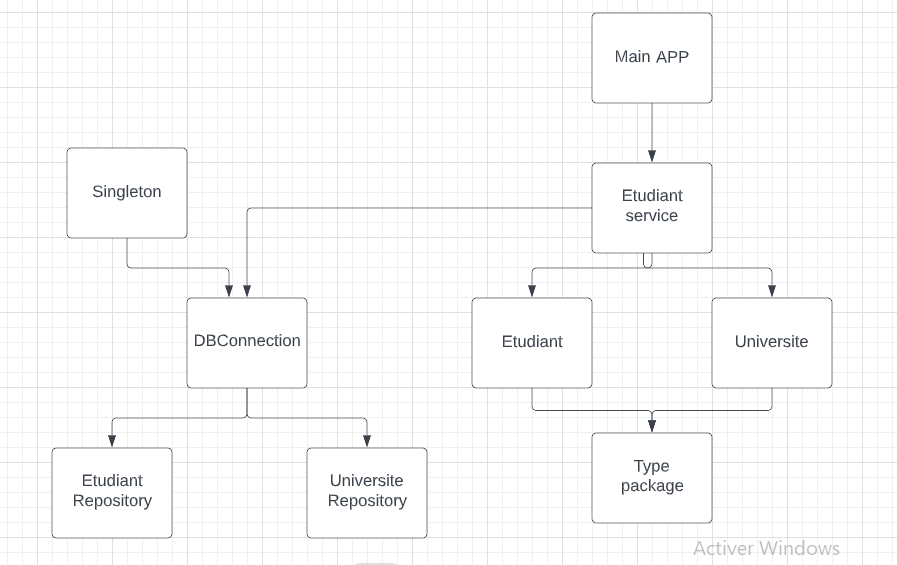 Main APP
Singleton
Etudiant
service
DBConnection
Etudiant
Universite
Etudiant
Repository
Universite
Repository
Type
package
Activer Windows